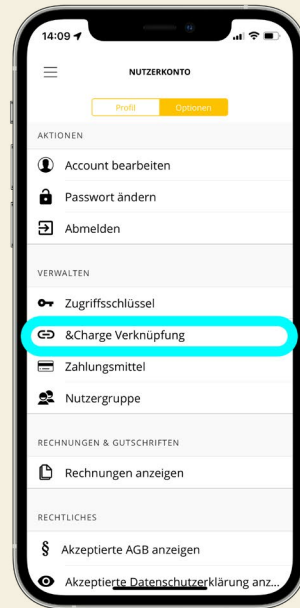 14:09
NUTZERKONTO
Profil Optionen
AKTIONEN
Account bearbeiten
Passwort ändern
Abmelden
VERWALTEN
Zugriffsschlüssel
&Charge Verknüpfung
Zahlungsmittel
Nutzergruppe
RECHNUNGEN & GUTSCHRIFTEN
Rechnungen anzeigen
RECHTLICHES
§ Akzeptierte AGB anzeigen
Akzeptierte Datenschutzerklärung anz...